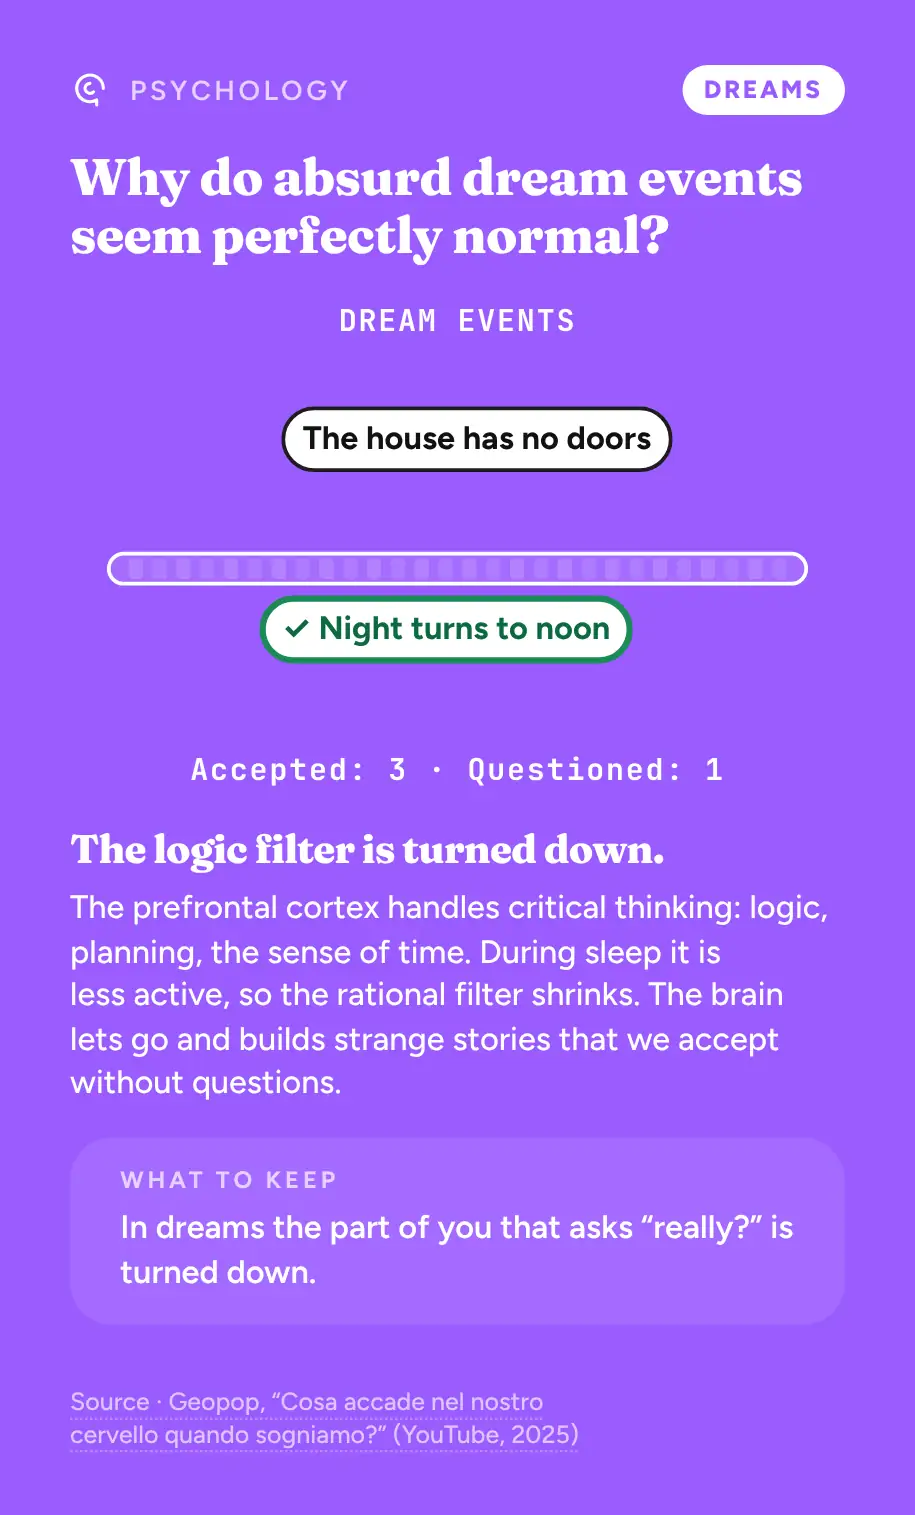 PSYCHOLOGY
DREAMS
Why do absurd dream events
seem perfectly normal?
DREAM EVENTS
The house has no doors
✓ Night turns to noon
Accepted: 3 · Questioned: 1
The logic filter is turned down.
The prefrontal cortex handles critical thinking: logic,
planning, the sense of time. During sleep it is
less active, so the rational filter shrinks. The brain
lets go and builds strange stories that we accept
without questions.
WHAT TO KEEP
In dreams the part of you that asks “really?” is
turned down.
Source · Geopop, “Cosa accade nel nostro
cervello quando sogniamo?” (YouTube, 2025)